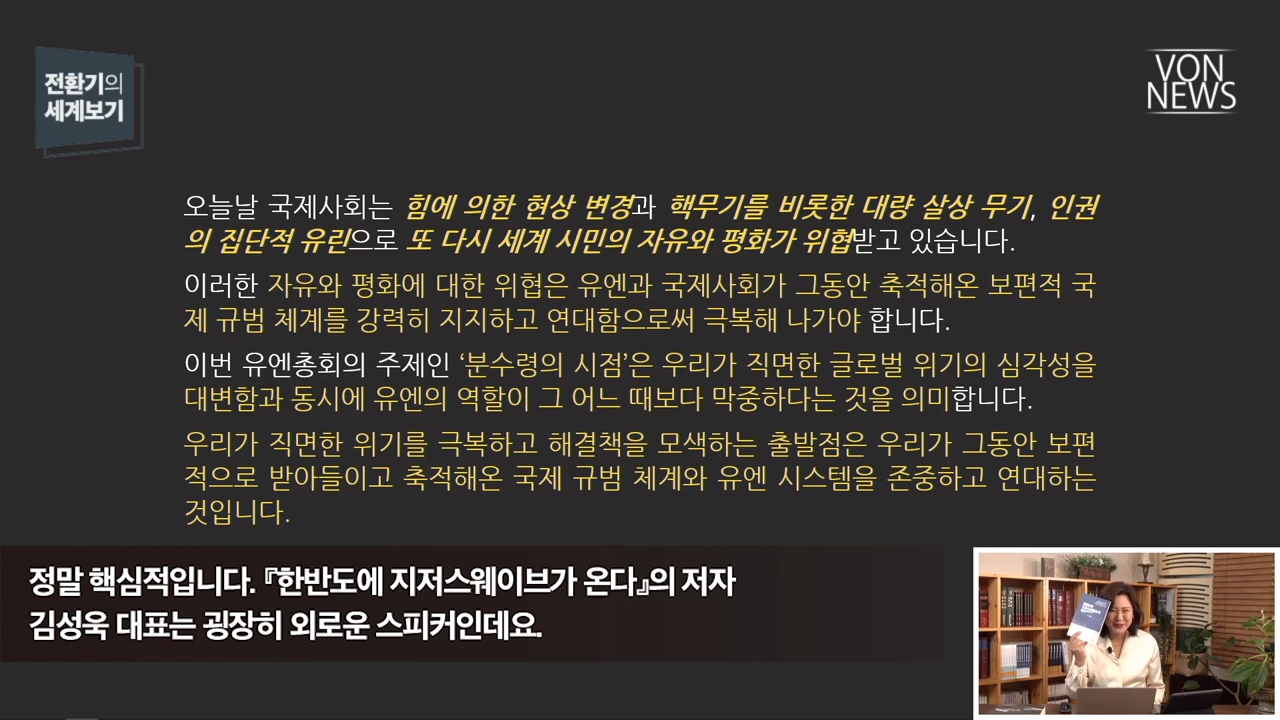 전환기의
세계보기
VON
NEWS
오늘날 국제사회는 힘에 의한 현상 변경과 핵무기를 비롯한 대량 살상 무기, 인권
의 집단적 유린으로 또 다시 세계 시민의 자유와 평화가 위협받고 있습니다.
이러한 자유와 평화에 대한 위협은 유엔과 국제사회가 그동안 축적해온 보편적 국
제 규범 체계를 강력히 지지하고 연대함으로써 극복해 나가야 합니다.
이번 유엔총회의 주제인 ‘분수령의 시점’은 우리가 직면한 글로벌 위기의 심각성을
대변함과 동시에 유엔의 역할이 그 어느 때보다 막중하다는 것을 의미합니다.
우리가 직면한 위기를 극복하고 해결책을 모색하는 출발점은 우리가 그동안 보편
적으로 받아들이고 축적해온 국제 규범 체계와 유엔 시스템을 존중하고 연대하는
것입니다.
정말 핵심적입니다. 『한반도에 지저스웨이브가 온다』의 저자
김성욱 대표는 굉장히 외로운 스피커인데요.